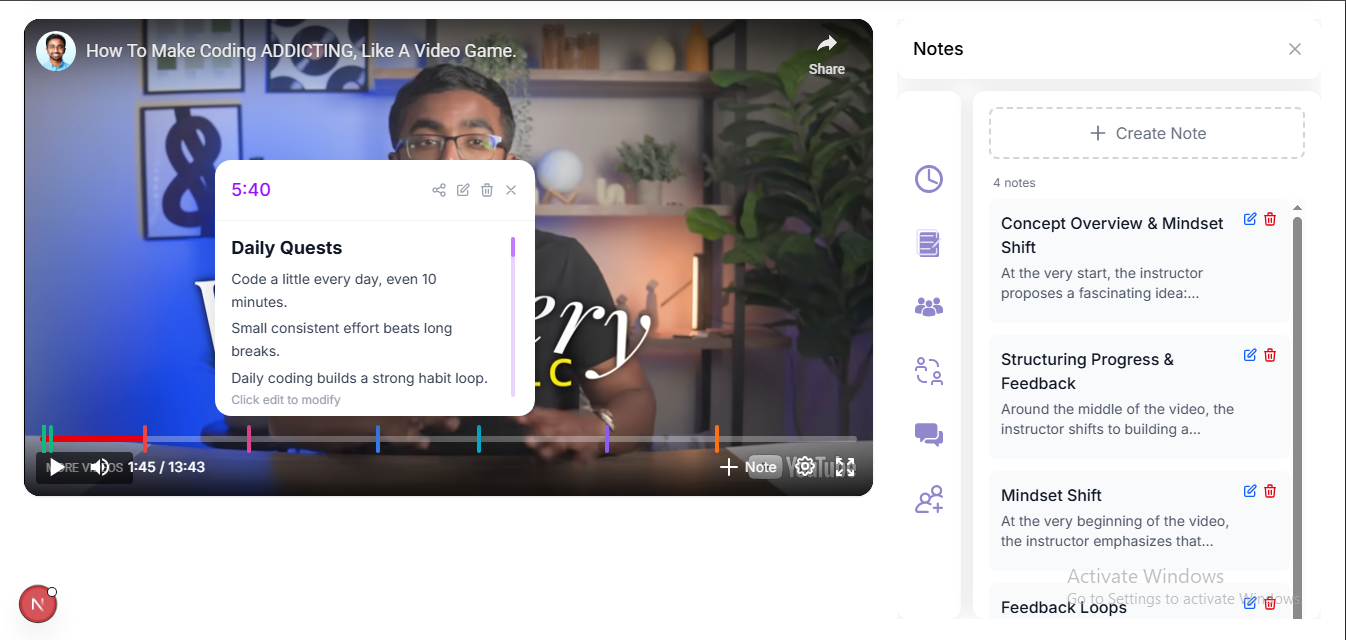 How To Make Coding ADDICTING, Like A Video Game.
Share
5:40
Daily Quests
Code a little every day, even 10
minutes.
Small consistent effort beats long
breaks.
Daily coding builds a strong habit loop.
Click edit to modify
ery
LC
1:45 / 13:43
Note
YouTube
Notes
Create Note
4 notes
Concept Overview & Mindset
Shift
At the very start, the instructor
proposes a fascinating idea:...
Structuring Progress &
Feedback
Around the middle of the video, the
instructor shifts to building a...
Mindset Shift
At the very beginning of the video,
the instructor emphasizes that...
Feedback Loops
Activate Windows
Go to Settings to activate Windows.
N